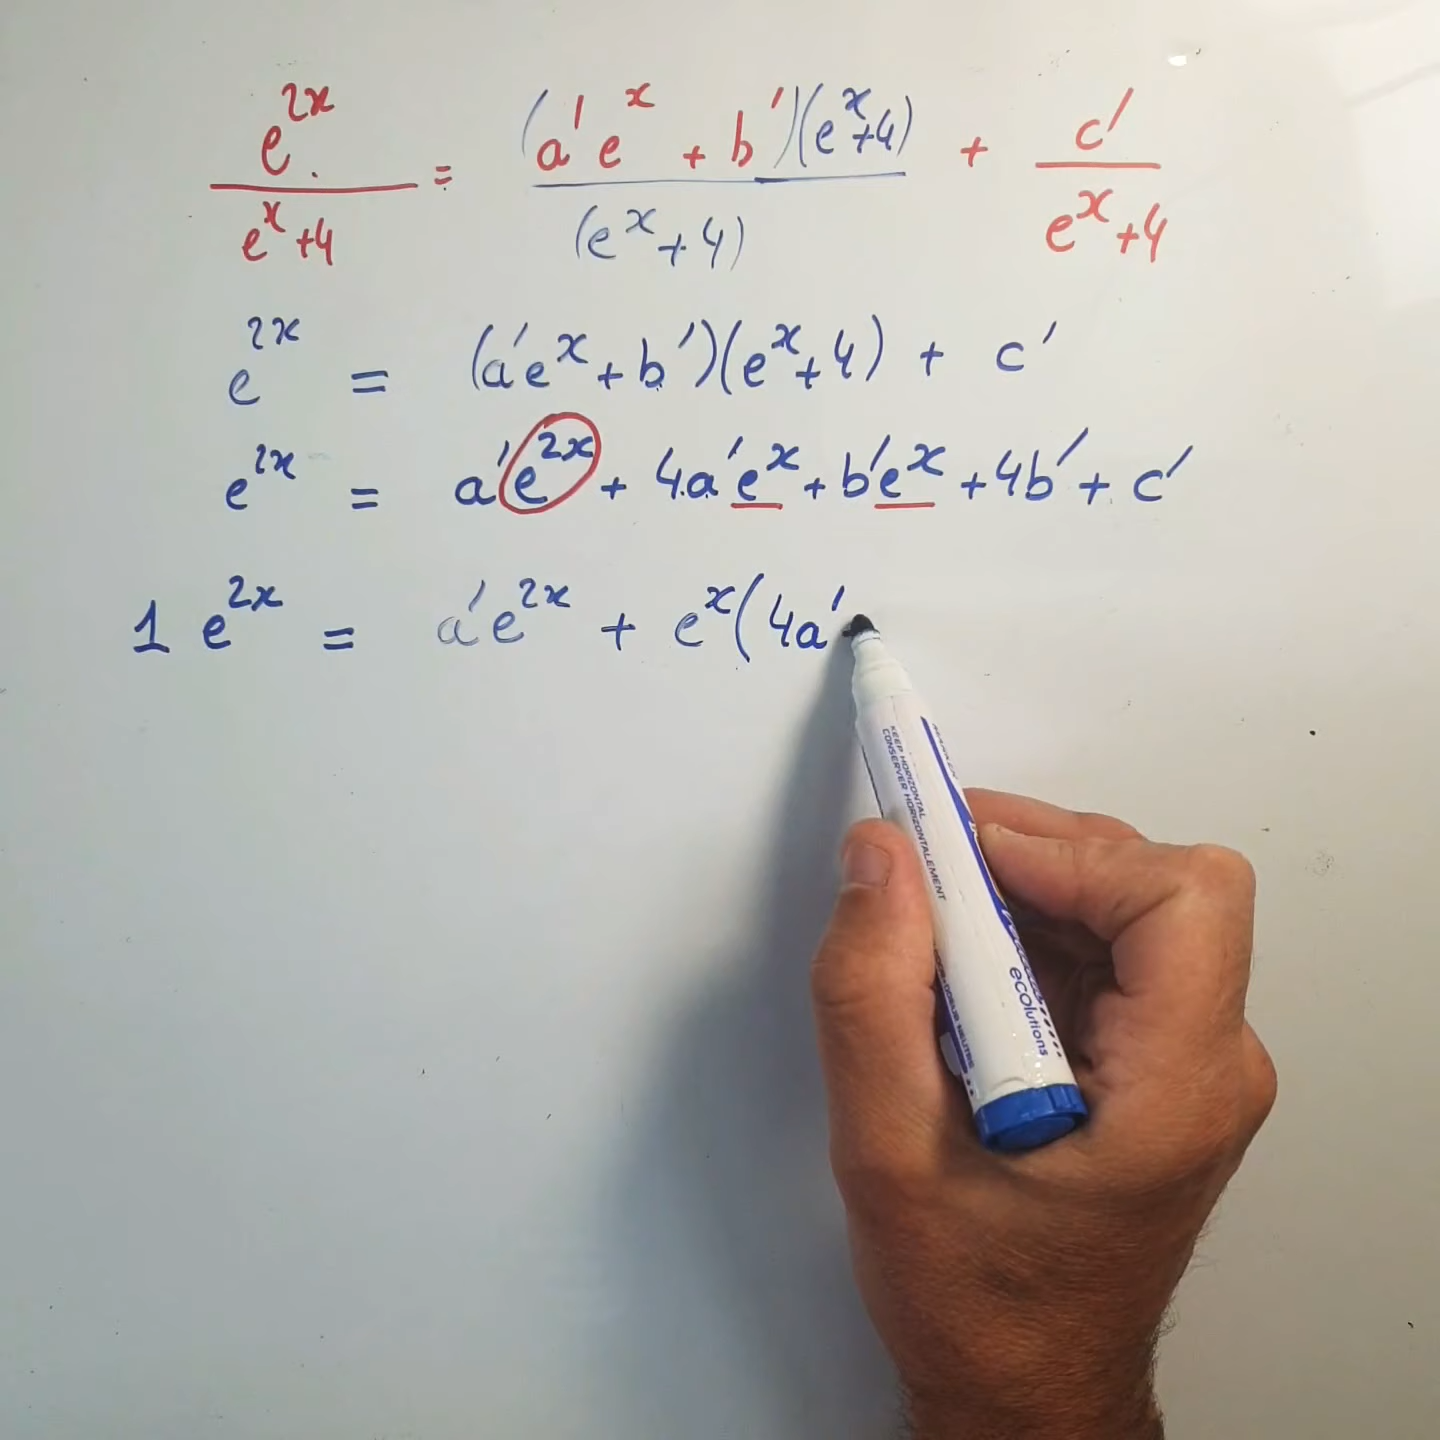 e^{2x} / (e^x + 4) = (a'e^x + b')(e^x + 4) / (e^x + 4) + c' / (e^x + 4)
e^{2x} = (a'e^x + b')(e^x + 4) + c'
e^{2x} = a'e^{2x} + 4a'e^x + b'e^x + 4b' + c'
1 e^{2x} = a'e^{2x} + e^x(4a'
KEEP HORIZONTAL
CONSERVER HORIZONTALEMENT
ecolutions